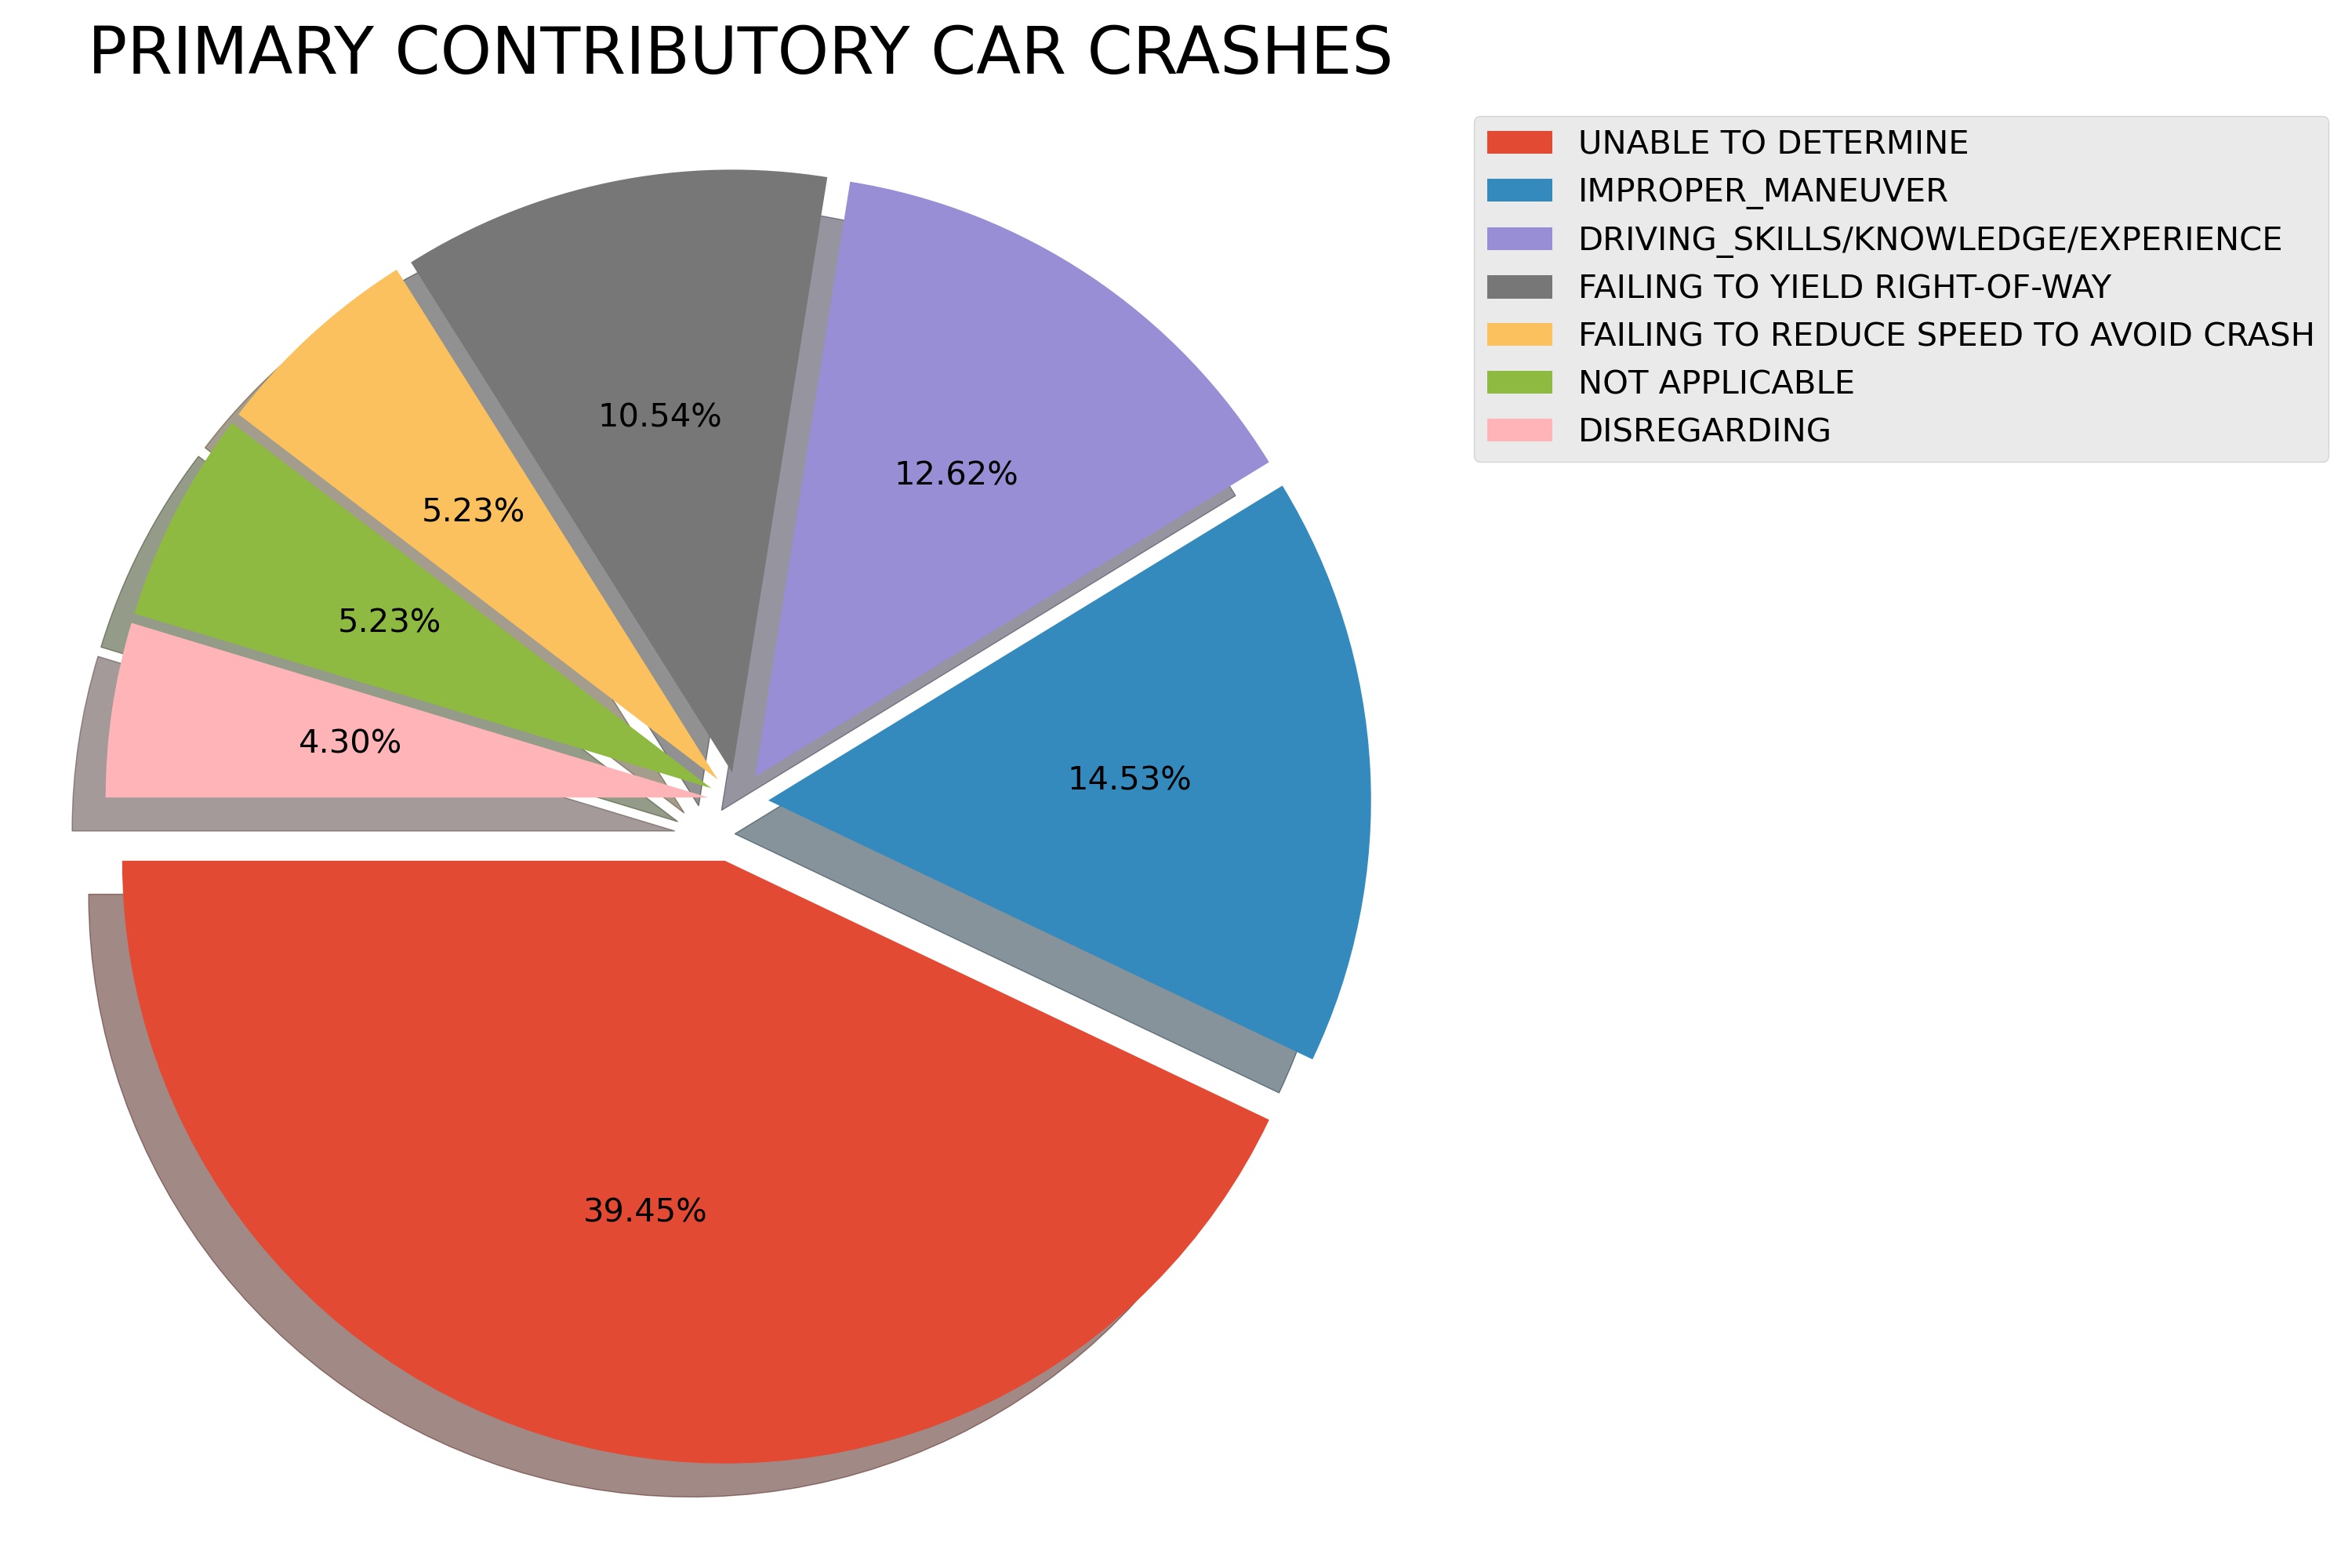 PRIMARY CONTRIBUTORY CAR CRASHES
UNABLE TO DETERMINE
IMPROPER_MANEUVER
DRIVING_SKILLS/KNOWLEDGE/EXPERIENCE
FAILING TO YIELD RIGHT-OF-WAY
FAILING TO REDUCE SPEED TO AVOID CRASH
NOT APPLICABLE
DISREGARDING
10.54%
12.62%
5.23%
5.23%
4.30%
14.53%
39.45%